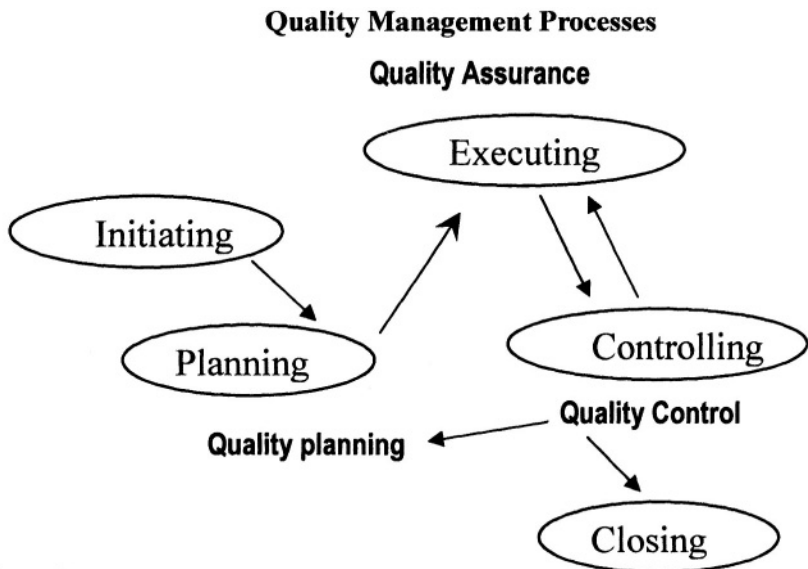 Quality Management Processes
Quality Assurance
Executing
Initiating
Planning
Controlling
Quality Control
Quality planning
Closing